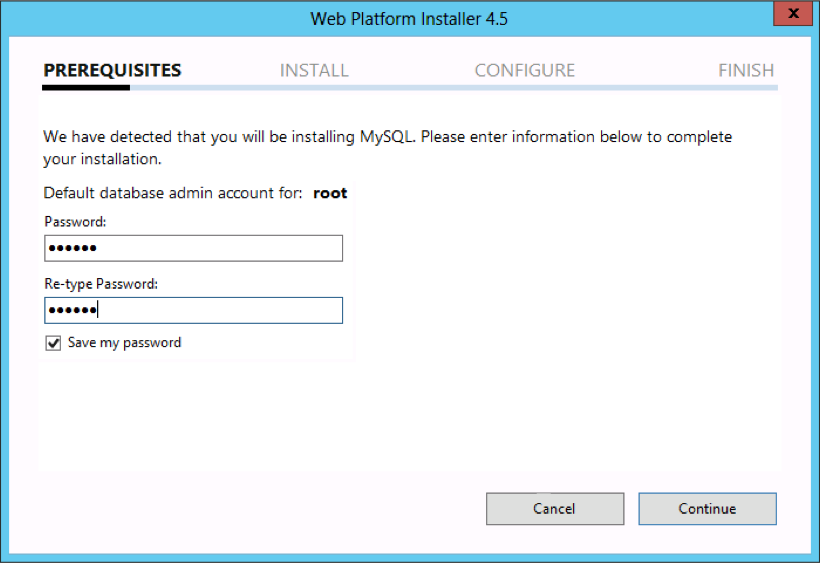 Web Platform Installer 4.5
x
PREREQUISITES INSTALL CONFIGURE FINISH
We have detected that you will be installing MySQL. Please enter information below to complete
your installation.
Default database admin account for: root
Password:
●●●●●●
Re-type Password:
●●●●●●
Save my password
Cancel Continue